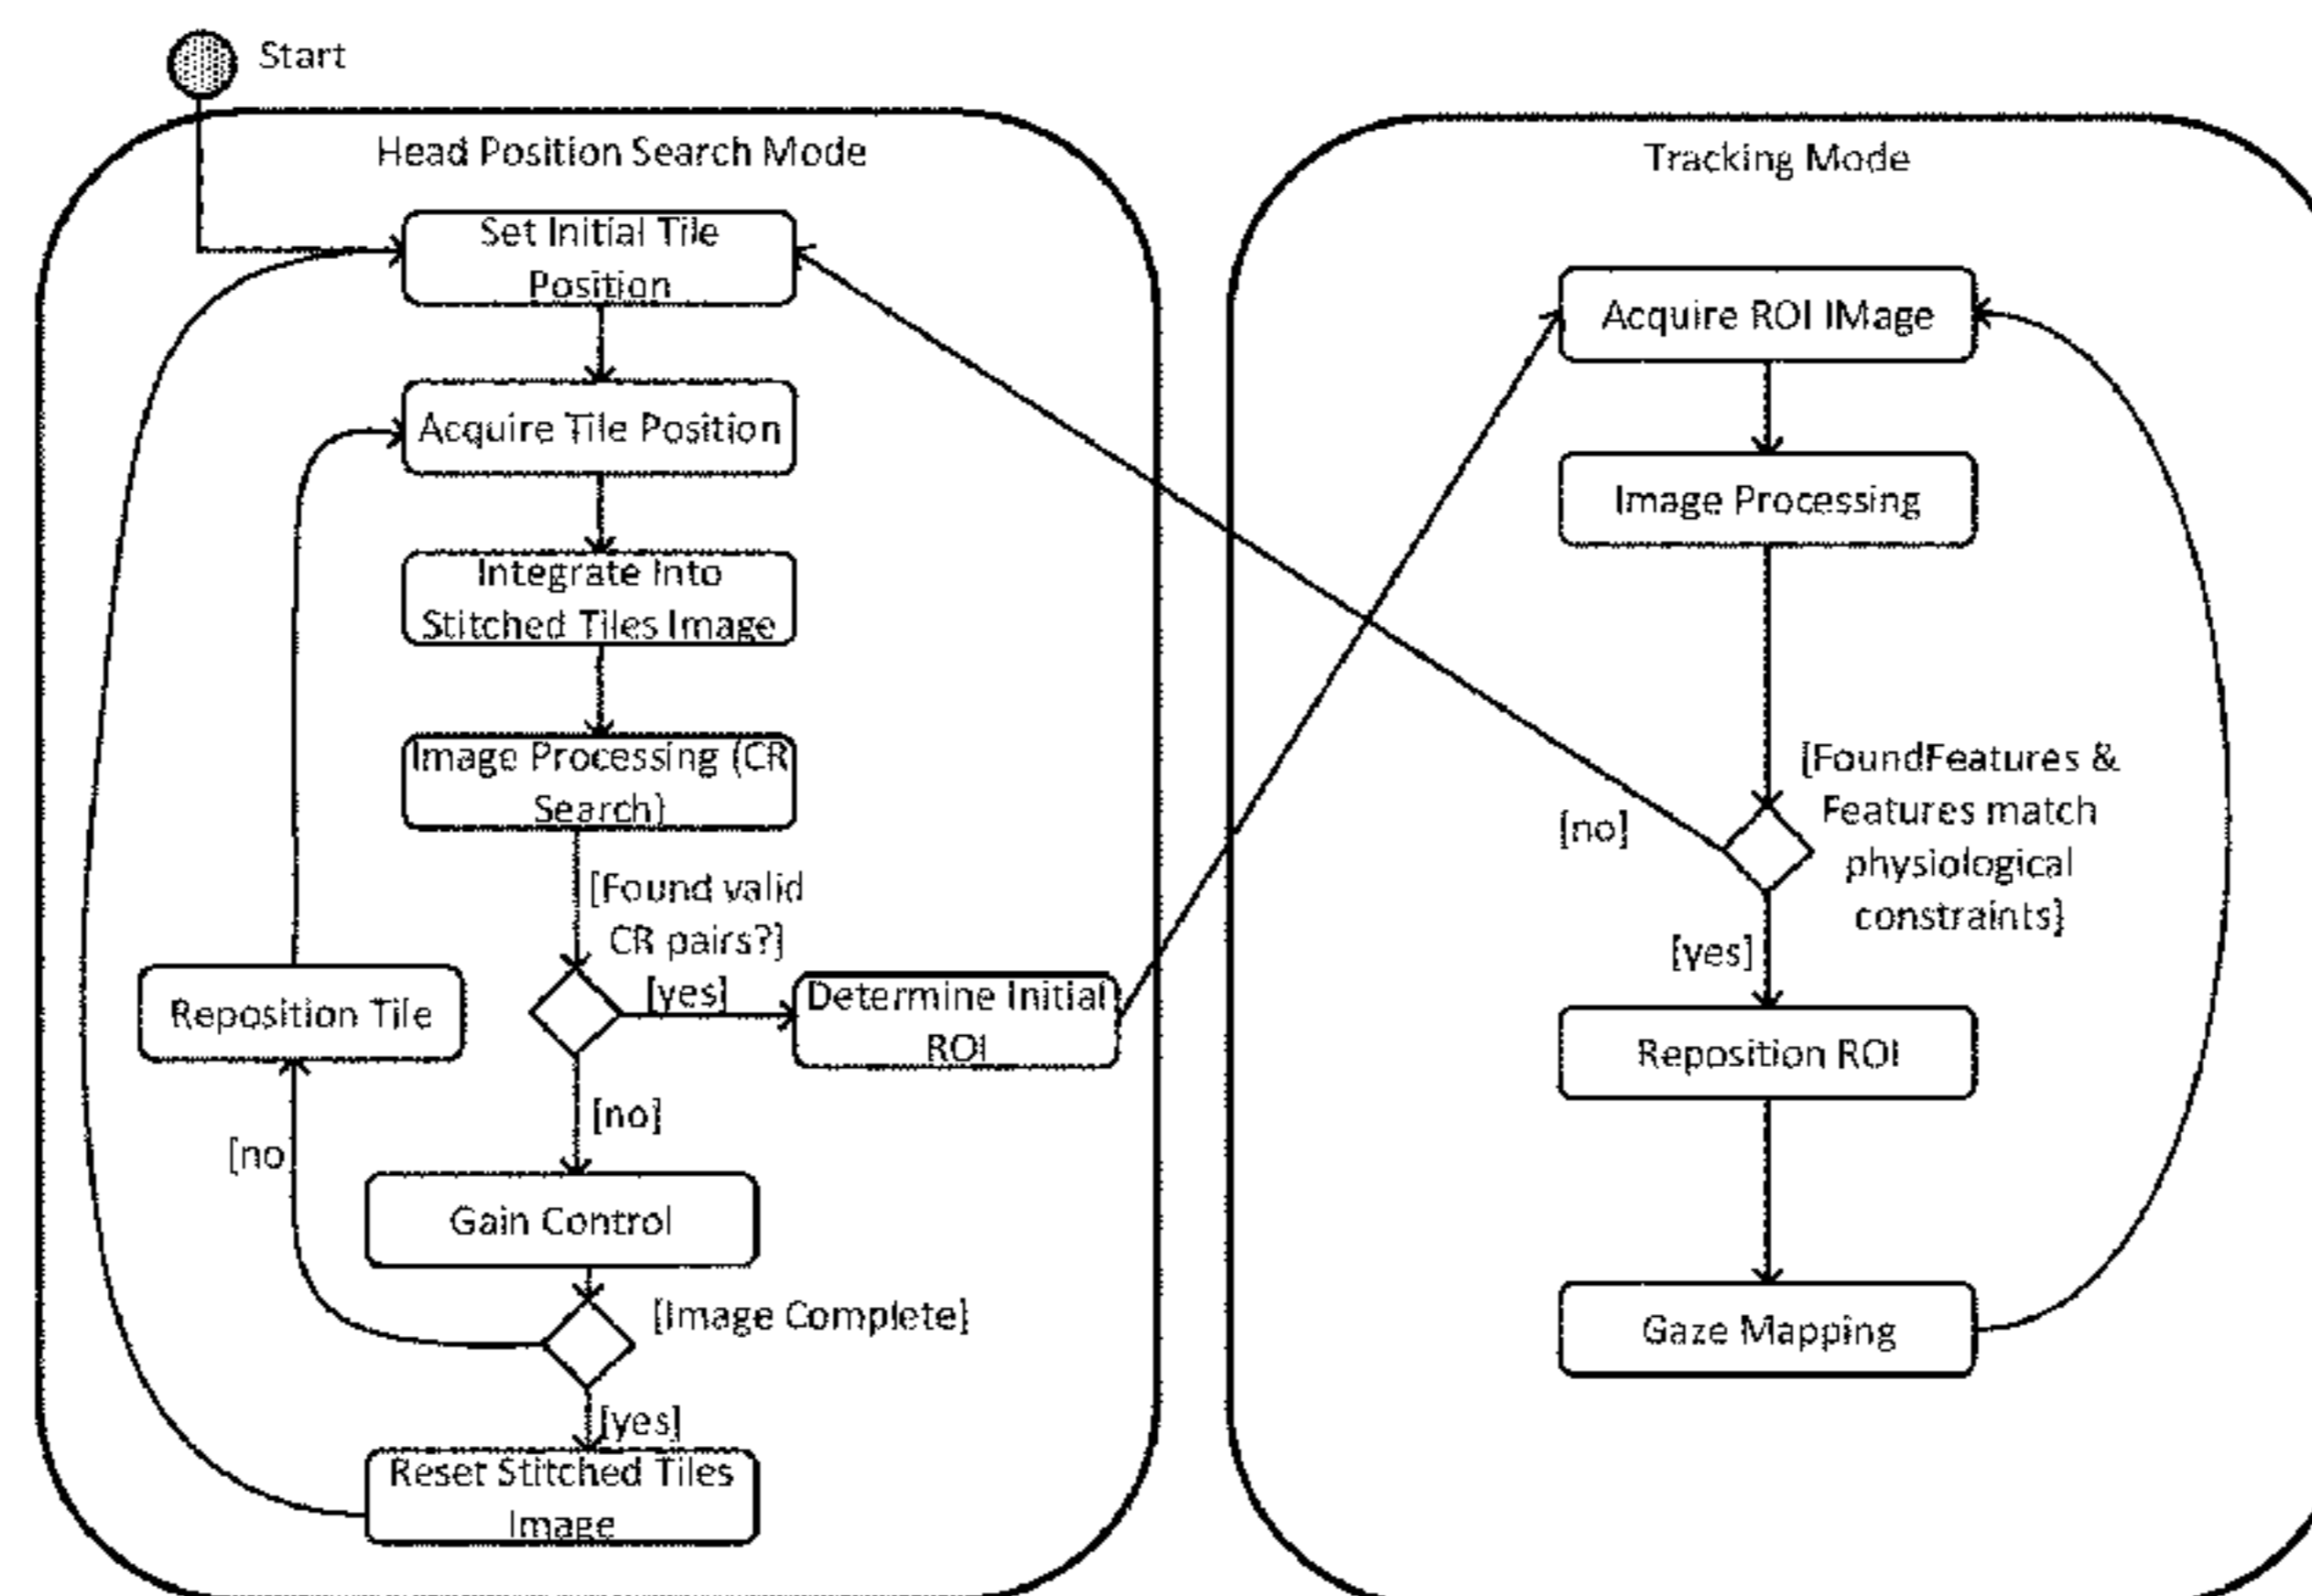 Start
Head Position Search Mode
Set Initial Tile
Position
Acquire Tile Position
Integrate Into
Stitched Tiles Image
Image Processing (CR
Search)
[Found valid
CR pairs?]
[yes]
Determine Initial
ROI
Reposition Tile
[no]
[no
Gain Control
[Image Complete]
[yes]
Reset Stitched Tiles
Image
Tracking Mode
Acquire ROI IMage
Image Processing
[FoundFeatures &
Features match
physiological
constraints]
[no]
[yes]
Reposition ROI
Gaze Mapping